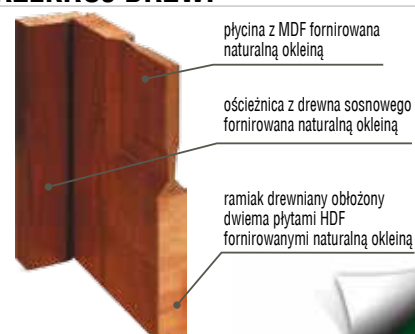 płycina z MDF fornirowana
naturalną okleiną
ościeżnica z drewna sosnowego
fornirowana naturalną okleiną
ramiak drewniany obłożony
dwiema płytami HDF
fornirowanymi naturalną okleiną